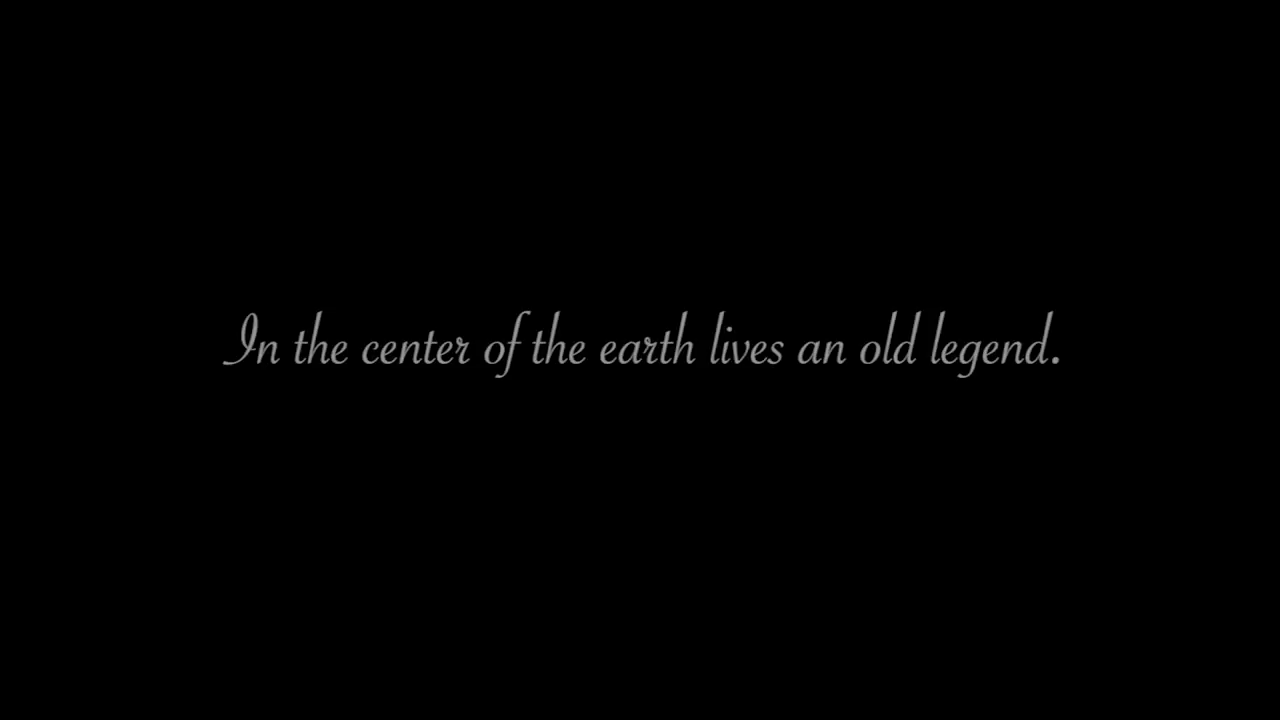 In the center of the earth lives an old legend.